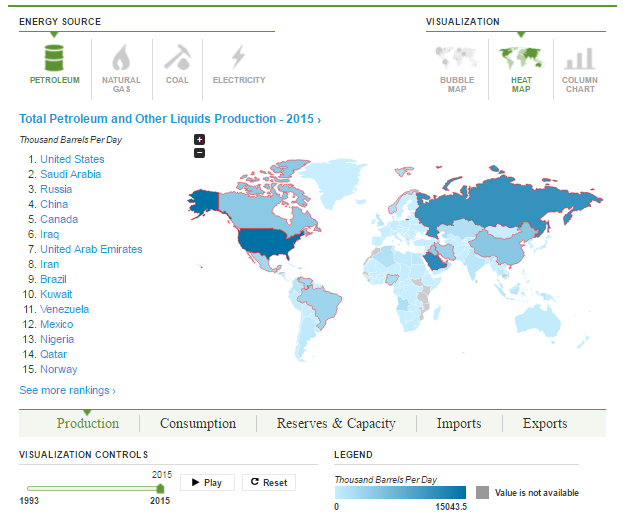 ENERGY SOURCE
VISUALIZATION
PETROLEUM
NATURAL
GAS
COAL
ELECTRICITY
BUBBLE
MAP
HEAT
MAP
COLUMN
CHART
Total Petroleum and Other Liquids Production - 2015 ›
Thousand Barrels Per Day
+
−
1. United States
2. Saudi Arabia
3. Russia
4. China
5. Canada
6. Iraq
7. United Arab Emirates
8. Iran
9. Brazil
10. Kuwait
11. Venezuela
12. Mexico
13. Nigeria
14. Qatar
15. Norway
See more rankings ›
Production
Consumption
Reserves & Capacity
Imports
Exports
VISUALIZATION CONTROLS
2015
1993
2015
Play
Reset
LEGEND
Thousand Barrels Per Day
0
15043.5
Value is not available